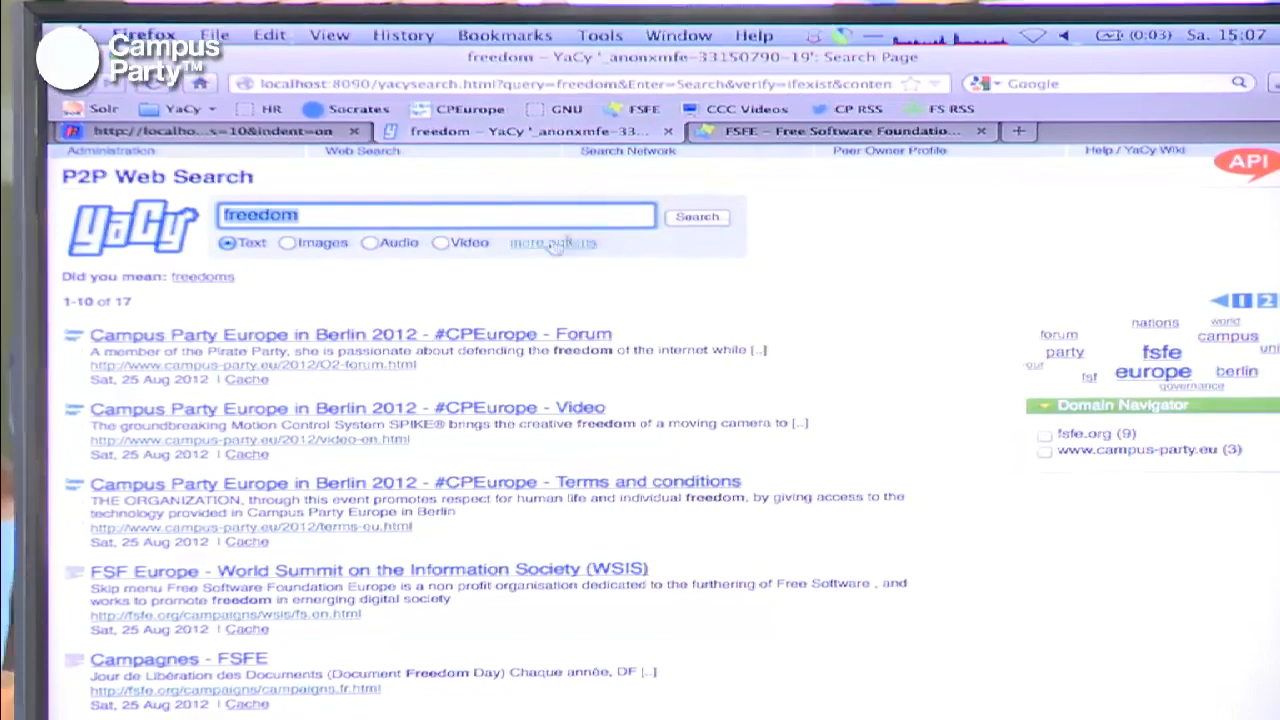 Campus
Party™
Firefox File Edit View History Bookmarks Tools Window Help (0:03) Sa. 15:07
freedom – YaCy '_anonxmfe-33150790-19': Search Page
localhost:8090/yacysearch.html?query=freedom&Enter=Search&verify=ifexist&conten
Google
Solr YaCy HR Socrates CPEurope GNU FSFE CCC Videos CP RSS FS RSS
http://localho...s=10&indent=on freedom – YaCy '_anonxmfe-33... FSFE – Free Software Foundatio...
Administration Web Search Search Network Peer Owner Profile Help / YaCy Wiki
API
P2P Web Search
YaCy
freedom
Search
Text Images Audio Video more options
Did you mean: freedoms
1-10 of 17
1 2
Campus Party Europe in Berlin 2012 - #CPEurope - Forum
A member of the Pirate Party, she is passionate about defending the freedom of the internet while [..]
http://www.campus-party.eu/2012/O2-forum.html
Sat, 25 Aug 2012 | Cache
Campus Party Europe in Berlin 2012 - #CPEurope - Video
The groundbreaking Motion Control System SPIKE® brings the creative freedom of a moving camera to [..]
http://www.campus-party.eu/2012/video-en.html
Sat, 25 Aug 2012 | Cache
Campus Party Europe in Berlin 2012 - #CPEurope - Terms and conditions
THE ORGANIZATION, through this event promotes respect for human life and individual freedom, by giving access to the
technology provided in Campus Party Europe in Berlin
http://www.campus-party.eu/2012/terms-eu.html
Sat, 25 Aug 2012 | Cache
FSF Europe - World Summit on the Information Society (WSIS)
Skip menu Free Software Foundation Europe is a non profit organisation dedicated to the furthering of Free Software , and
works to promote freedom in emerging digital society
http://fsfe.org/campaigns/wsis/fs.en.html
Sat, 25 Aug 2012 | Cache
Campagnes - FSFE
Jour de Libération des Documents (Document Freedom Day) Chaque année, DF [..]
http://fsfe.org/campaigns/campaigns.fr.html
Sat, 25 Aug 2012 | Cache
nations world
forum campus
party fsfe uni
our fsf europe berlin
governance
Domain Navigator
fsfe.org (9)
www.campus-party.eu (3)